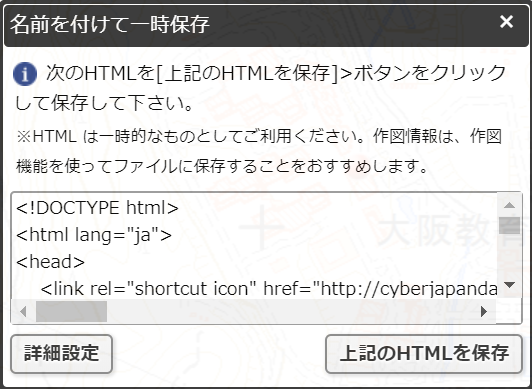 名前を付けて一時保存
次のHTMLを[上記のHTMLを保存]>ボタンをクリック
して保存して下さい。
※HTML は一時的なものとしてご利用ください。作図情報は、作図
機能を使ってファイルに保存することをおすすめします。
<!DOCTYPE html>
<html lang="ja">
<head>
<link rel="shortcut icon" href="http://cyberjapanda
大阪教育
詳細設定
上記のHTMLを保存